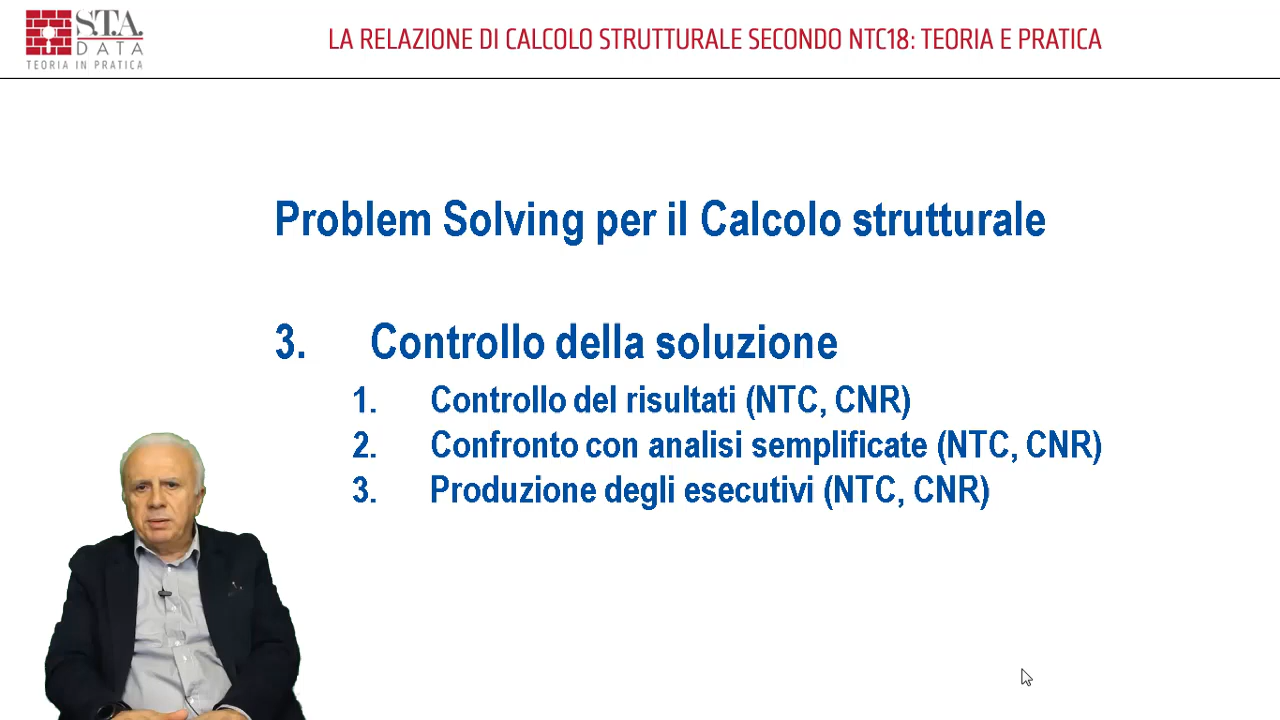 S.T.A.
DATA
TEORIA IN PRATICA
LA RELAZIONE DI CALCOLO STRUTTURALE SECONDO NTC18: TEORIA E PRATICA
Problem Solving per il Calcolo strutturale
3. Controllo della soluzione
1. Controllo del risultati (NTC, CNR)
2. Confronto con analisi semplificate (NTC, CNR)
3. Produzione degli esecutivi (NTC, CNR)